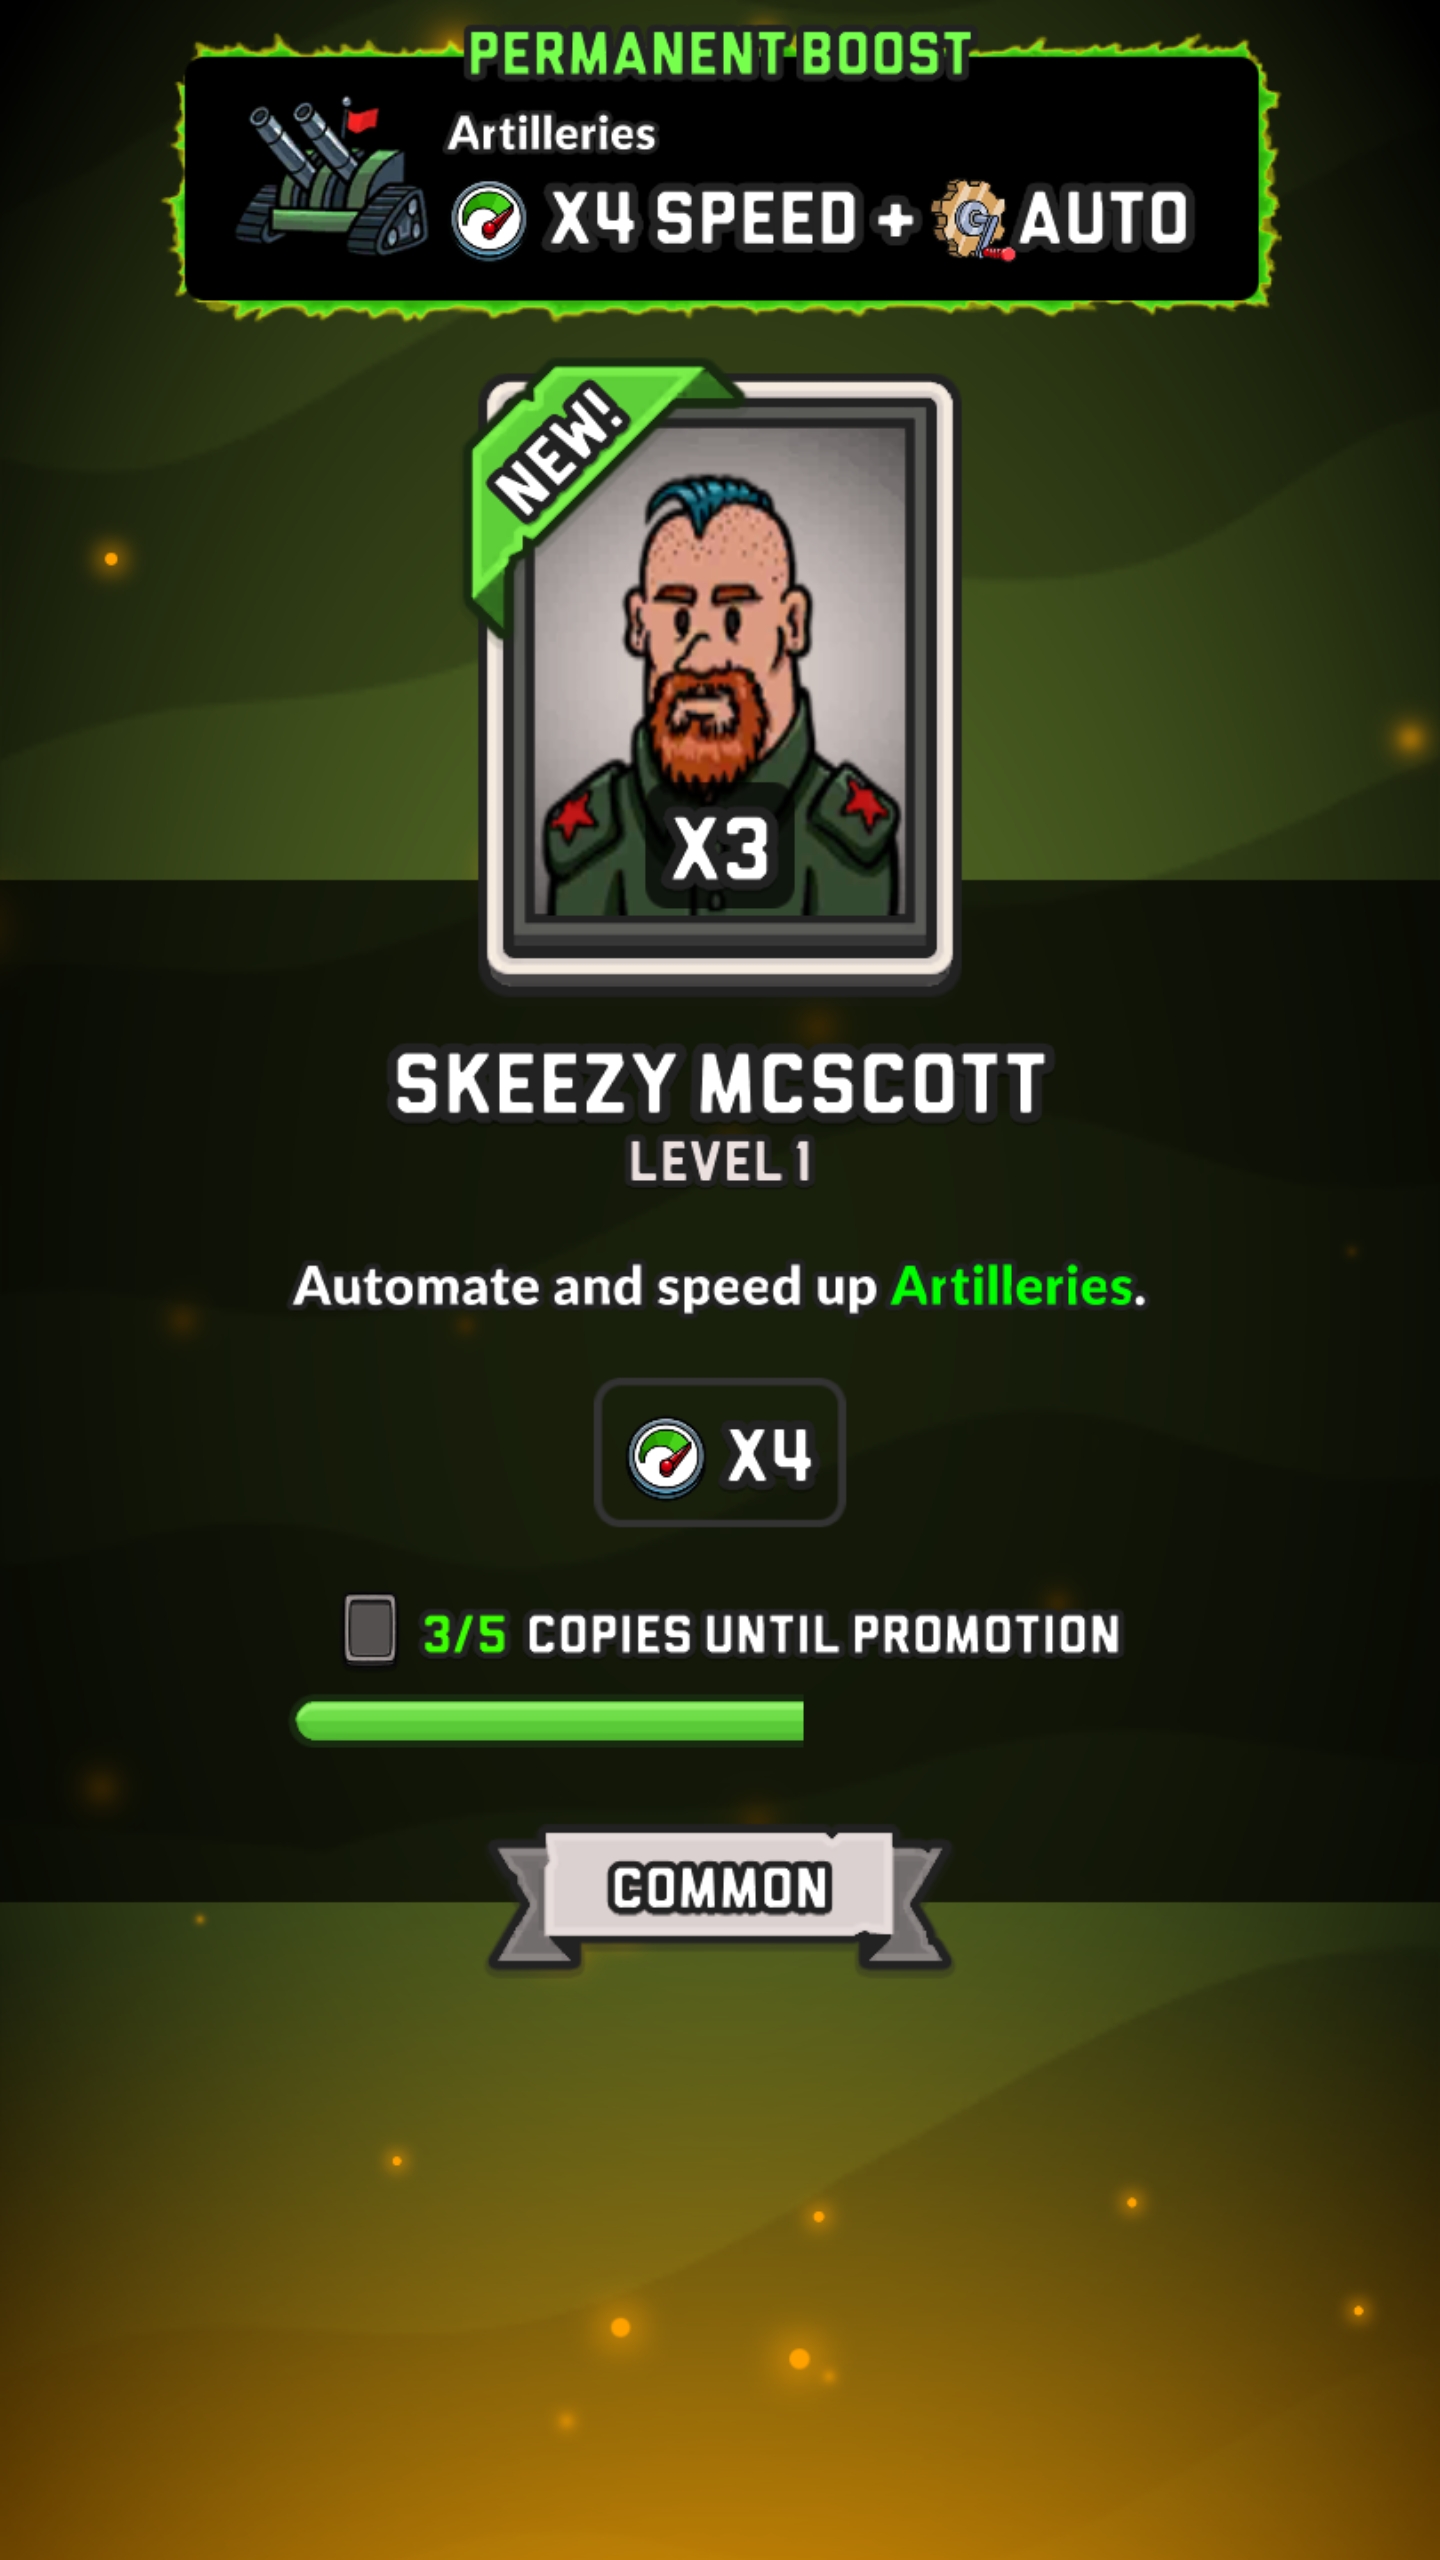 PERMANENT BOOST
Artilleries
X4 SPEED + AUTO
NEW!
X3
SKEEZY MCSCOTT
LEVEL 1
Automate and speed up Artilleries.
X4
3/5 COPIES UNTIL PROMOTION
COMMON